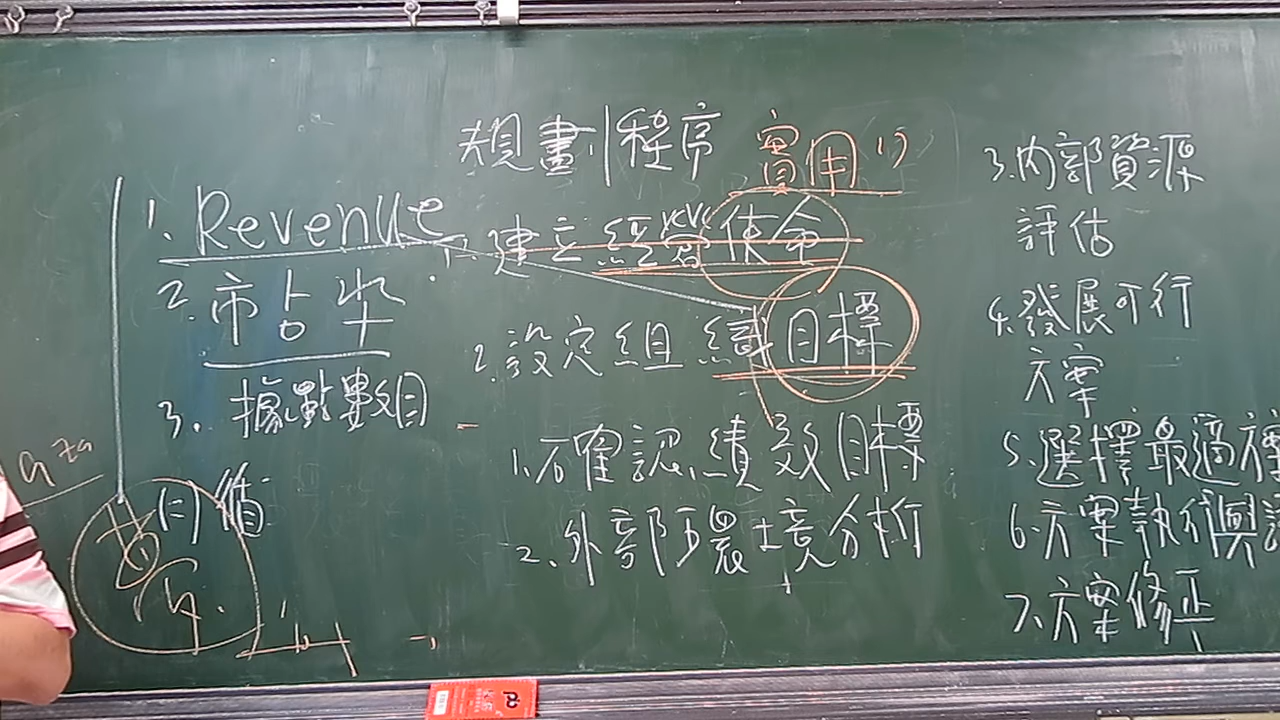 規劃程序 實用
1. Revenue
2. 市占率
3. 據點數目
1. 建立經營使命
2. 設定組織目標
1. 確認績效目標
2. 外部環境分析
3. 內部資源
評估
4. 發展可行
方案
5. 選擇最適方
6. 方案執行與
7. 方案修正